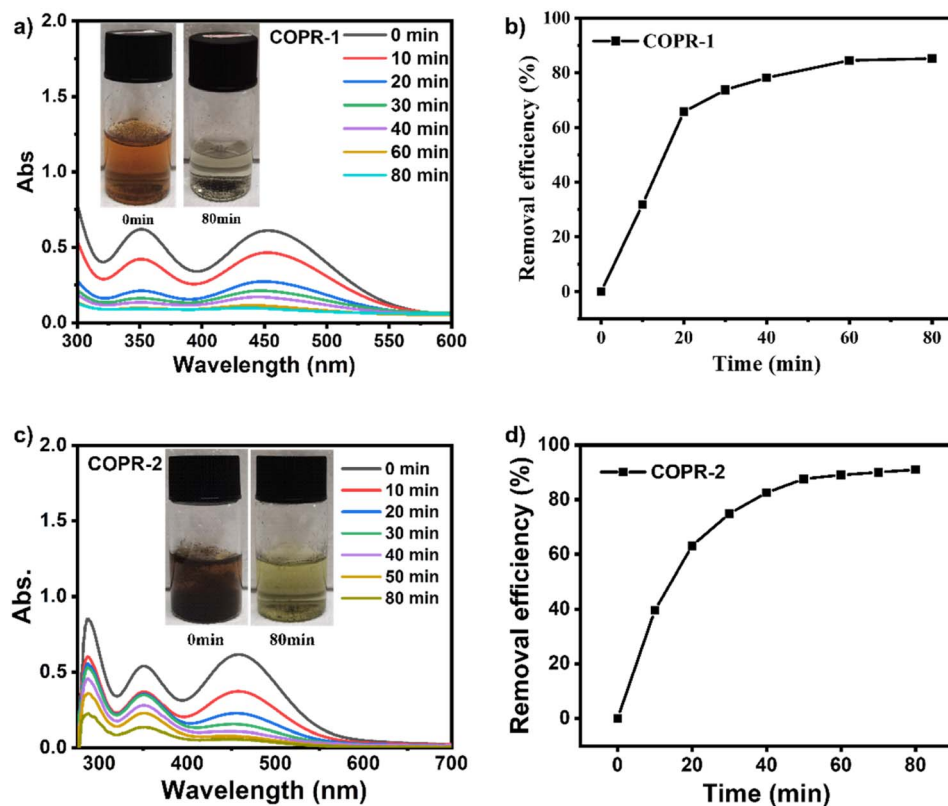 a)
2.0
1.5
1.0
0.5
0.0
Abs
COPR-1
0 min
10 min
20 min
30 min
40 min
60 min
80 min
0min 80min
300 350 400 450 500 550 600
Wavelength (nm)
b)
100
80
60
40
20
0
Removal efficiency (%)
COPR-1
0 20 40 60 80
Time (min)
c)
2.0
1.5
1.0
0.5
0.0
Abs.
COPR-2
0 min
10 min
20 min
30 min
40 min
50 min
80 min
0min 80min
300 400 500 600 700
Wavelength (nm)
d)
100
80
60
40
20
0
Removal efficiency (%)
COPR-2
0 20 40 60 80
Time (min)